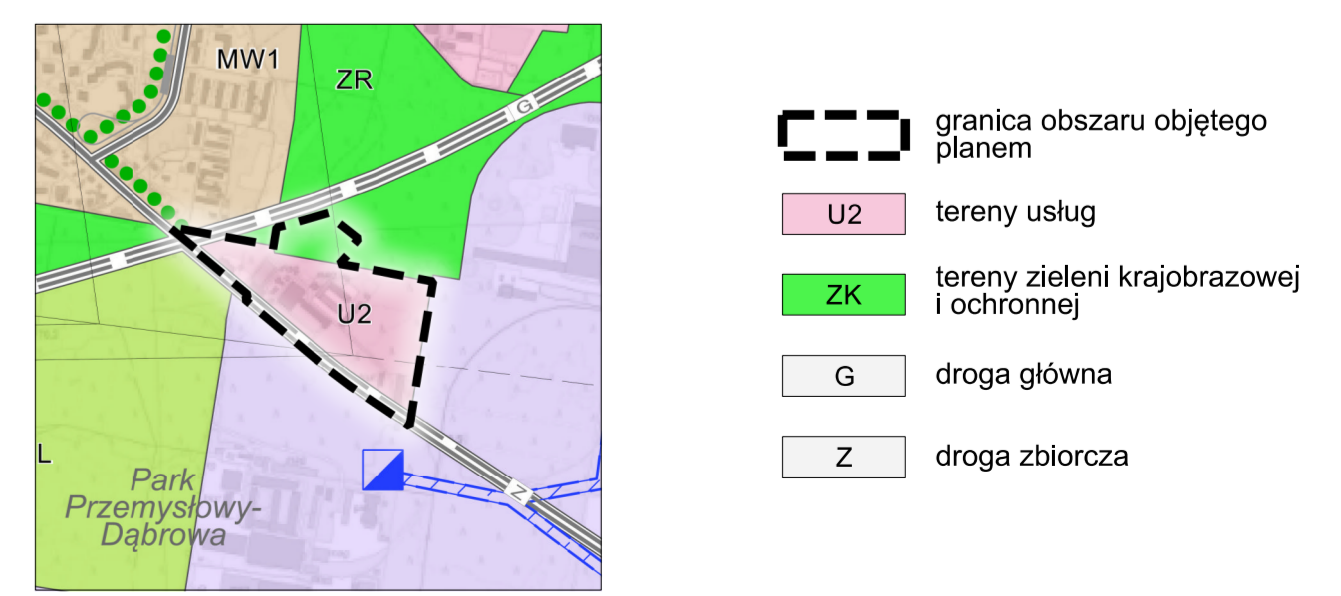 MW1
ZR
G
U2
L
Park
Przemysłowy-
Dąbrowa
Z
granica obszaru objętego
planem
U2 tereny usług
ZK tereny zieleni krajobrazowej
i ochronnej
G droga główna
Z droga zbiorcza